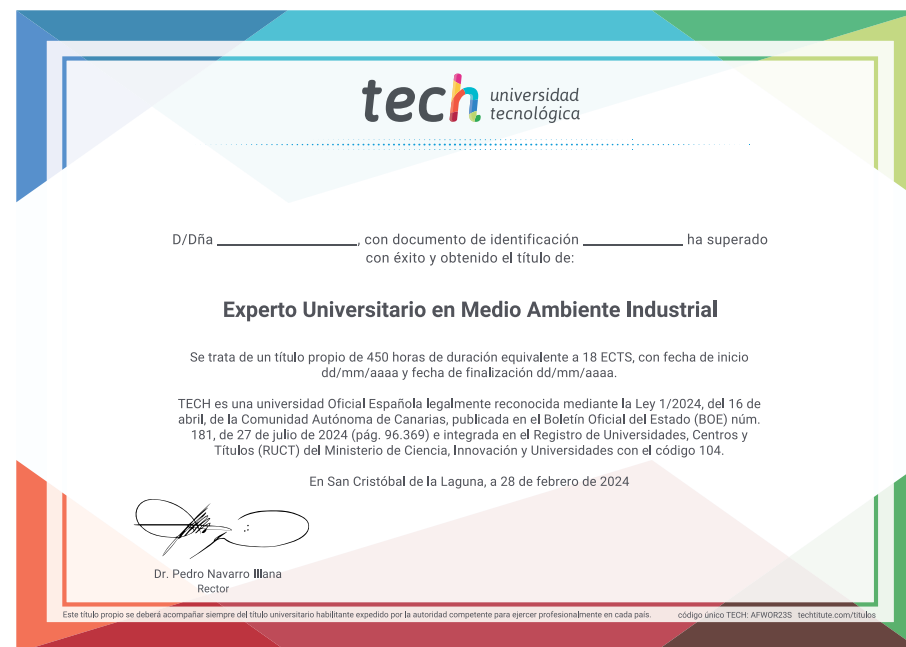 tech universidad
tecnológica
D/Dña ____________________, con documento de identificación ______________ ha superado
con éxito y obtenido el título de:
Experto Universitario en Medio Ambiente Industrial
Se trata de un título propio de 450 horas de duración equivalente a 18 ECTS, con fecha de inicio
dd/mm/aaaa y fecha de finalización dd/mm/aaaa.
TECH es una universidad Oficial Española legalmente reconocida mediante la Ley 1/2024, del 16 de
abril, de la Comunidad Autónoma de Canarias, publicada en el Boletín Oficial del Estado (BOE) núm.
181, de 27 de julio de 2024 (pág. 96.369) e integrada en el Registro de Universidades, Centros y
Títulos (RUCT) del Ministerio de Ciencia, Innovación y Universidades con el código 104.
En San Cristóbal de la Laguna, a 28 de febrero de 2024
Dr. Pedro Navarro Illana
Rector
Este título propio se deberá acompañar siempre del título universitario habilitante expedido por la autoridad competente para ejercer profesionalmente en cada país. código único TECH: AFWOR23S techtitute.com/titulos